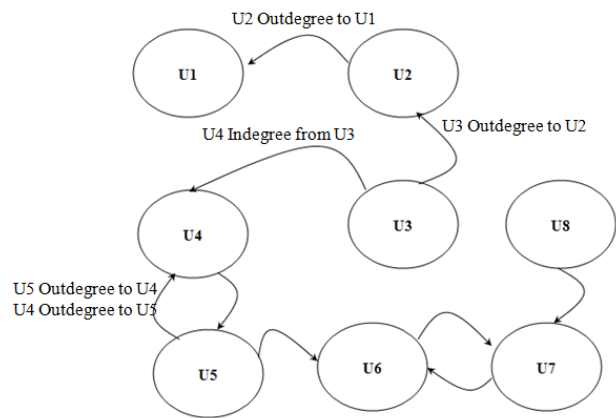 U2 Outdegree to U1
U1
U2
U3 Outdegree to U2
U4 Indegree from U3
U4
U3
U8
U5 Outdegree to U4
U4 Outdegree to U5
U5
U6
U7